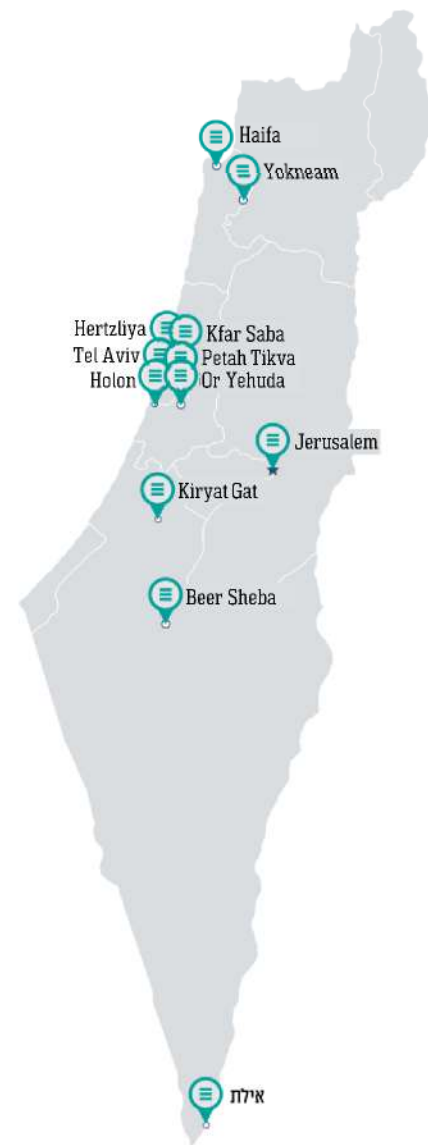 Haifa
Yokneam
Hertzliya
Kfar Saba
Tel Aviv
Petah Tikva
Holon
Or Yehuda
Jerusalem
Kiryat Gat
Beer Sheba
אילת